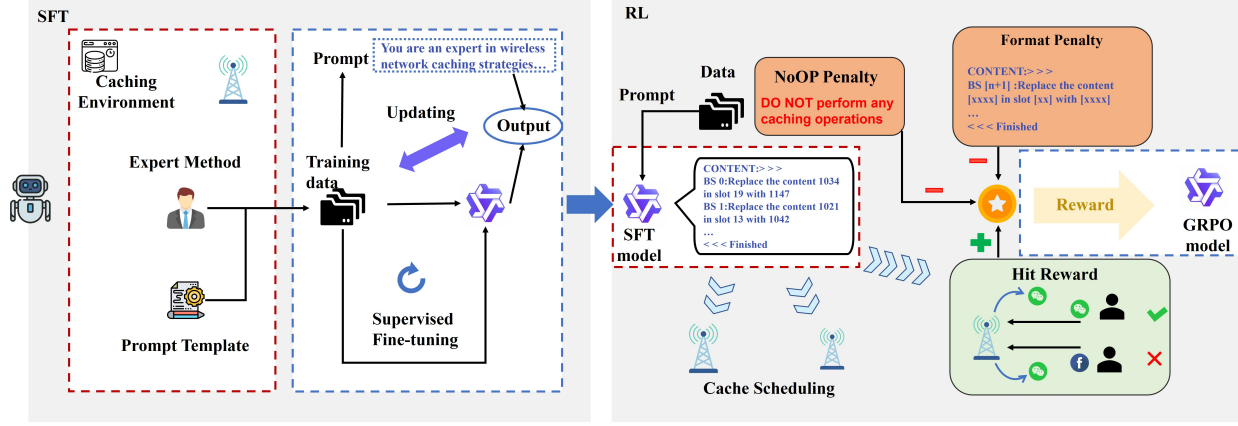 SFT
Caching
Environment
Expert Method
Prompt Template
Prompt
You are an expert in wireless
network caching strategies…
Updating
Output
Training
data
Supervised
Fine-tuning
RL
Data
Prompt
NoOP Penalty
DO NOT perform any
caching operations
Format Penalty
CONTENT:> > >
BS [n+1] :Replace the content
[xxxx] in slot [xx] with [xxxx]
…
< < < Finished
SFT
model
CONTENT:> > >
BS 0:Replace the content 1034
in slot 19 with 1147
BS 1:Replace the content 1021
in slot 13 with 1042
…
< < < Finished
Reward
GRPO
model
Cache Scheduling
Hit Reward
f